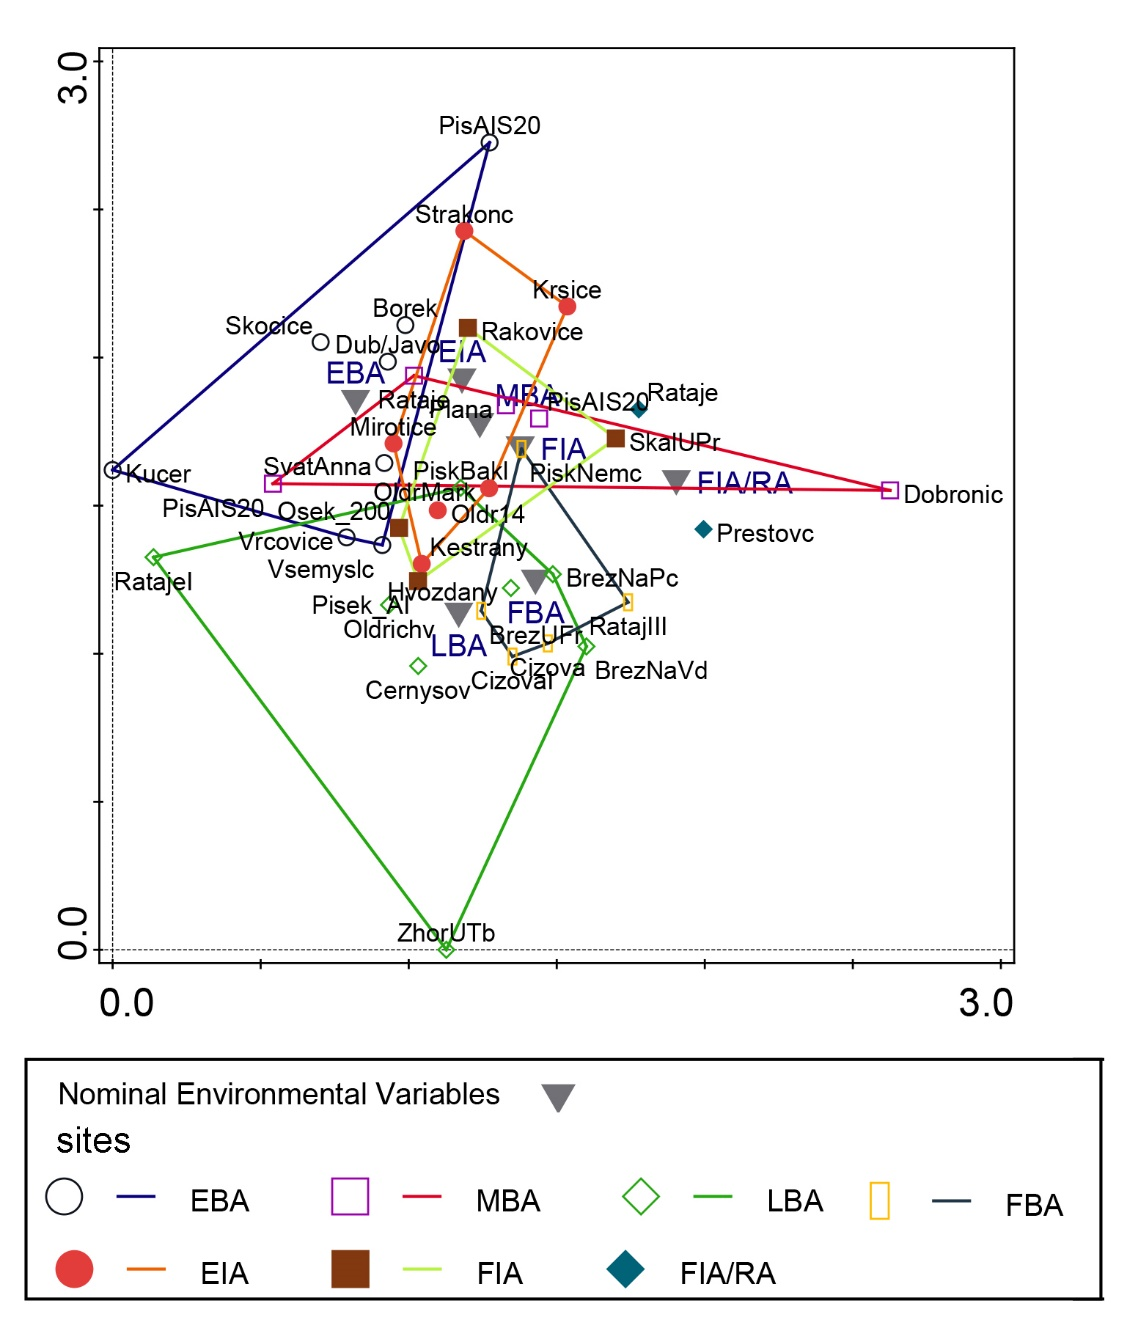 3.0
PisAIS20
Strakonc
Krsice
Borek
Skocice
Rakovice
Dub/Javo
EIA
EBA
MBA
Rataje
PisAIS20
Rataje
Plana
Mirotice
FIA
SkalUPr
SvatAnna
PiskBakl
PiskNemc
Kucer
FIA/RA
Dobronic
OldrMark
PisAIS20
Osek_200
Oldr14
Prestovc
Vrcovice
Kestrany
Vsemyslc
RatajeI
BrezNaPc
Hvozdany
Pisek_AI
FBA
Oldrichv
RatajIII
BrezUFr
LBA
Cizova
BrezNaVd
CizovaI
Cernysov
ZhorUTb
0.0
0.0
3.0
Nominal Environmental Variables
sites
EBA
MBA
LBA
FBA
EIA
FIA
FIA/RA